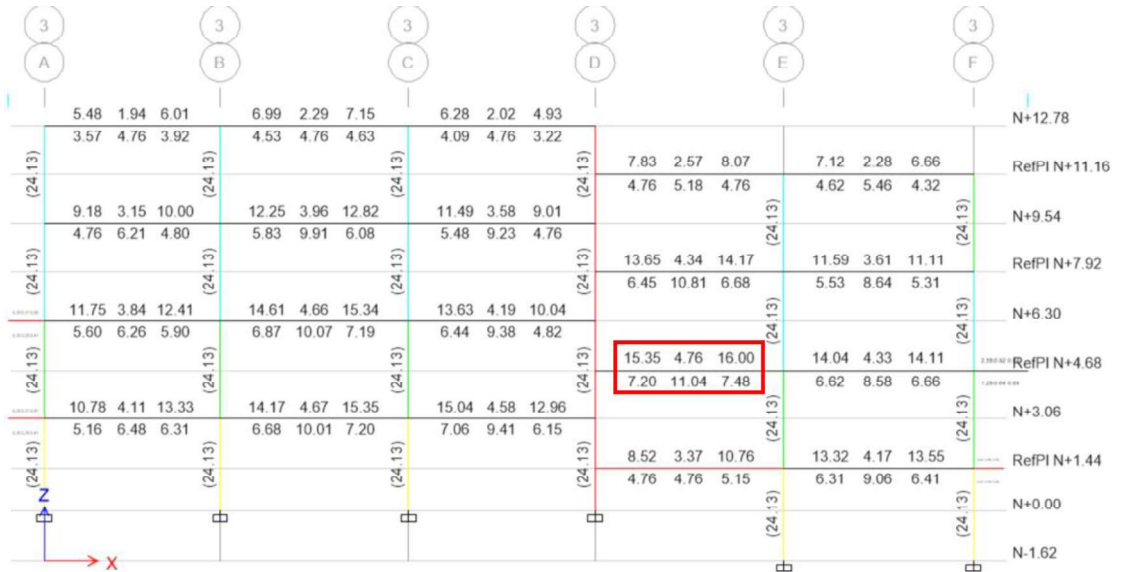 3 3 3 3 3 3
A B C D E F
5.48 1.94 6.01 6.99 2.29 7.15 6.28 2.02 4.93 N+12.78
3.57 4.76 3.92 4.53 4.76 4.63 4.09 4.76 3.22
(24.13) (24.13) (24.13) (24.13)
7.83 2.57 8.07 7.12 2.28 6.66 RefPl N+11.16
4.76 5.18 4.76 4.62 5.46 4.32
9.18 3.15 10.00 12.25 3.96 12.82 11.49 3.58 9.01 N+9.54
4.76 6.21 4.80 5.83 9.91 6.08 5.48 9.23 4.76
(24.13) (24.13)
(24.13) (24.13) (24.13) (24.13)
13.65 4.34 14.17 11.59 3.61 11.11 RefPl N+7.92
6.45 10.81 6.68 5.53 8.64 5.31
11.75 3.84 12.41 14.61 4.66 15.34 13.63 4.19 10.04 N+6.30
5.60 6.26 5.90 6.87 10.07 7.19 6.44 9.38 4.82
(24.13) (24.13)
(24.13) (24.13) (24.13) (24.13)
15.35 4.76 16.00 14.04 4.33 14.11 RefPl N+4.68
7.20 11.04 7.48 6.62 8.58 6.66
10.78 4.11 13.33 14.17 4.67 15.35 15.04 4.58 12.96 N+3.06
5.16 6.48 6.31 6.68 10.01 7.20 7.06 9.41 6.15
(24.13) (24.13)
(24.13) (24.13) (24.13) (24.13)
8.52 3.37 10.76 13.32 4.17 13.55 RefPl N+1.44
4.76 4.76 5.15 6.31 9.06 6.41
Z
N+0.00
(24.13) (24.13)
X
N-1.62